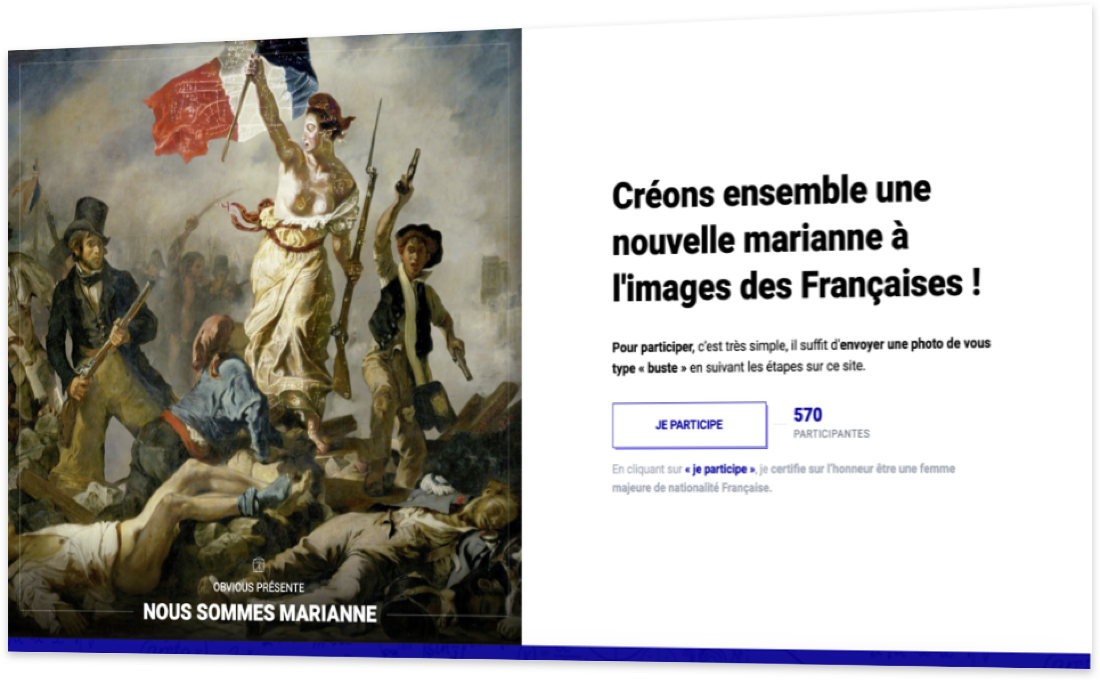 OBVIOUS PRÉSENTE
NOUS SOMMES MARIANNE
Créons ensemble une
nouvelle marianne à
l'images des Françaises !
Pour participer, c'est très simple, il suffit d'envoyer une photo de vous
type « buste » en suivant les étapes sur ce site.
JE PARTICIPE
570
PARTICIPANTES
En cliquant sur « je participe », je certifie sur l'honneur être une femme
majeure de nationalité Française.